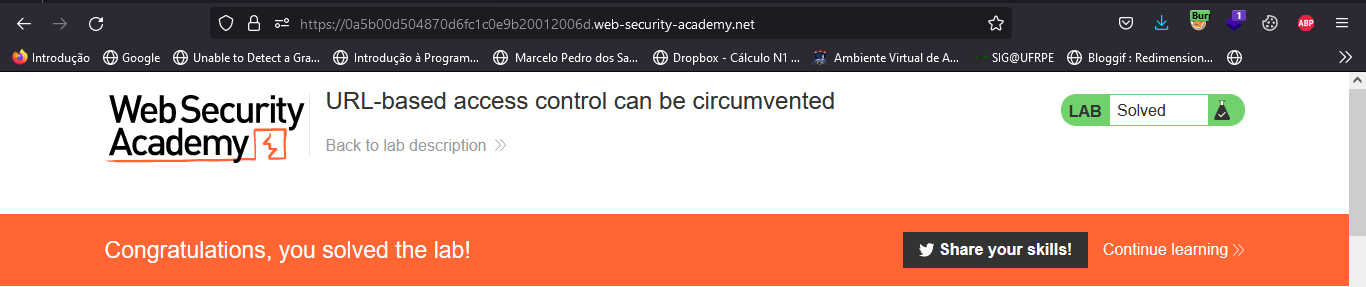 https://0a5b00d504870d6fc1c0e9b20012006d.web-security-academy.net
Bur
1
ABP
Introdução
Google
Unable to Detect a Gra...
Introdução à Program...
Marcelo Pedro dos Sa...
Dropbox - Cálculo N1 ...
Ambiente Virtual de A...
SIG@UFRPE
Bloggif : Redimension...
Web Security
Academy
URL-based access control can be circumvented
Back to lab description
LAB Solved
Congratulations, you solved the lab!
Share your skills!
Continue learning